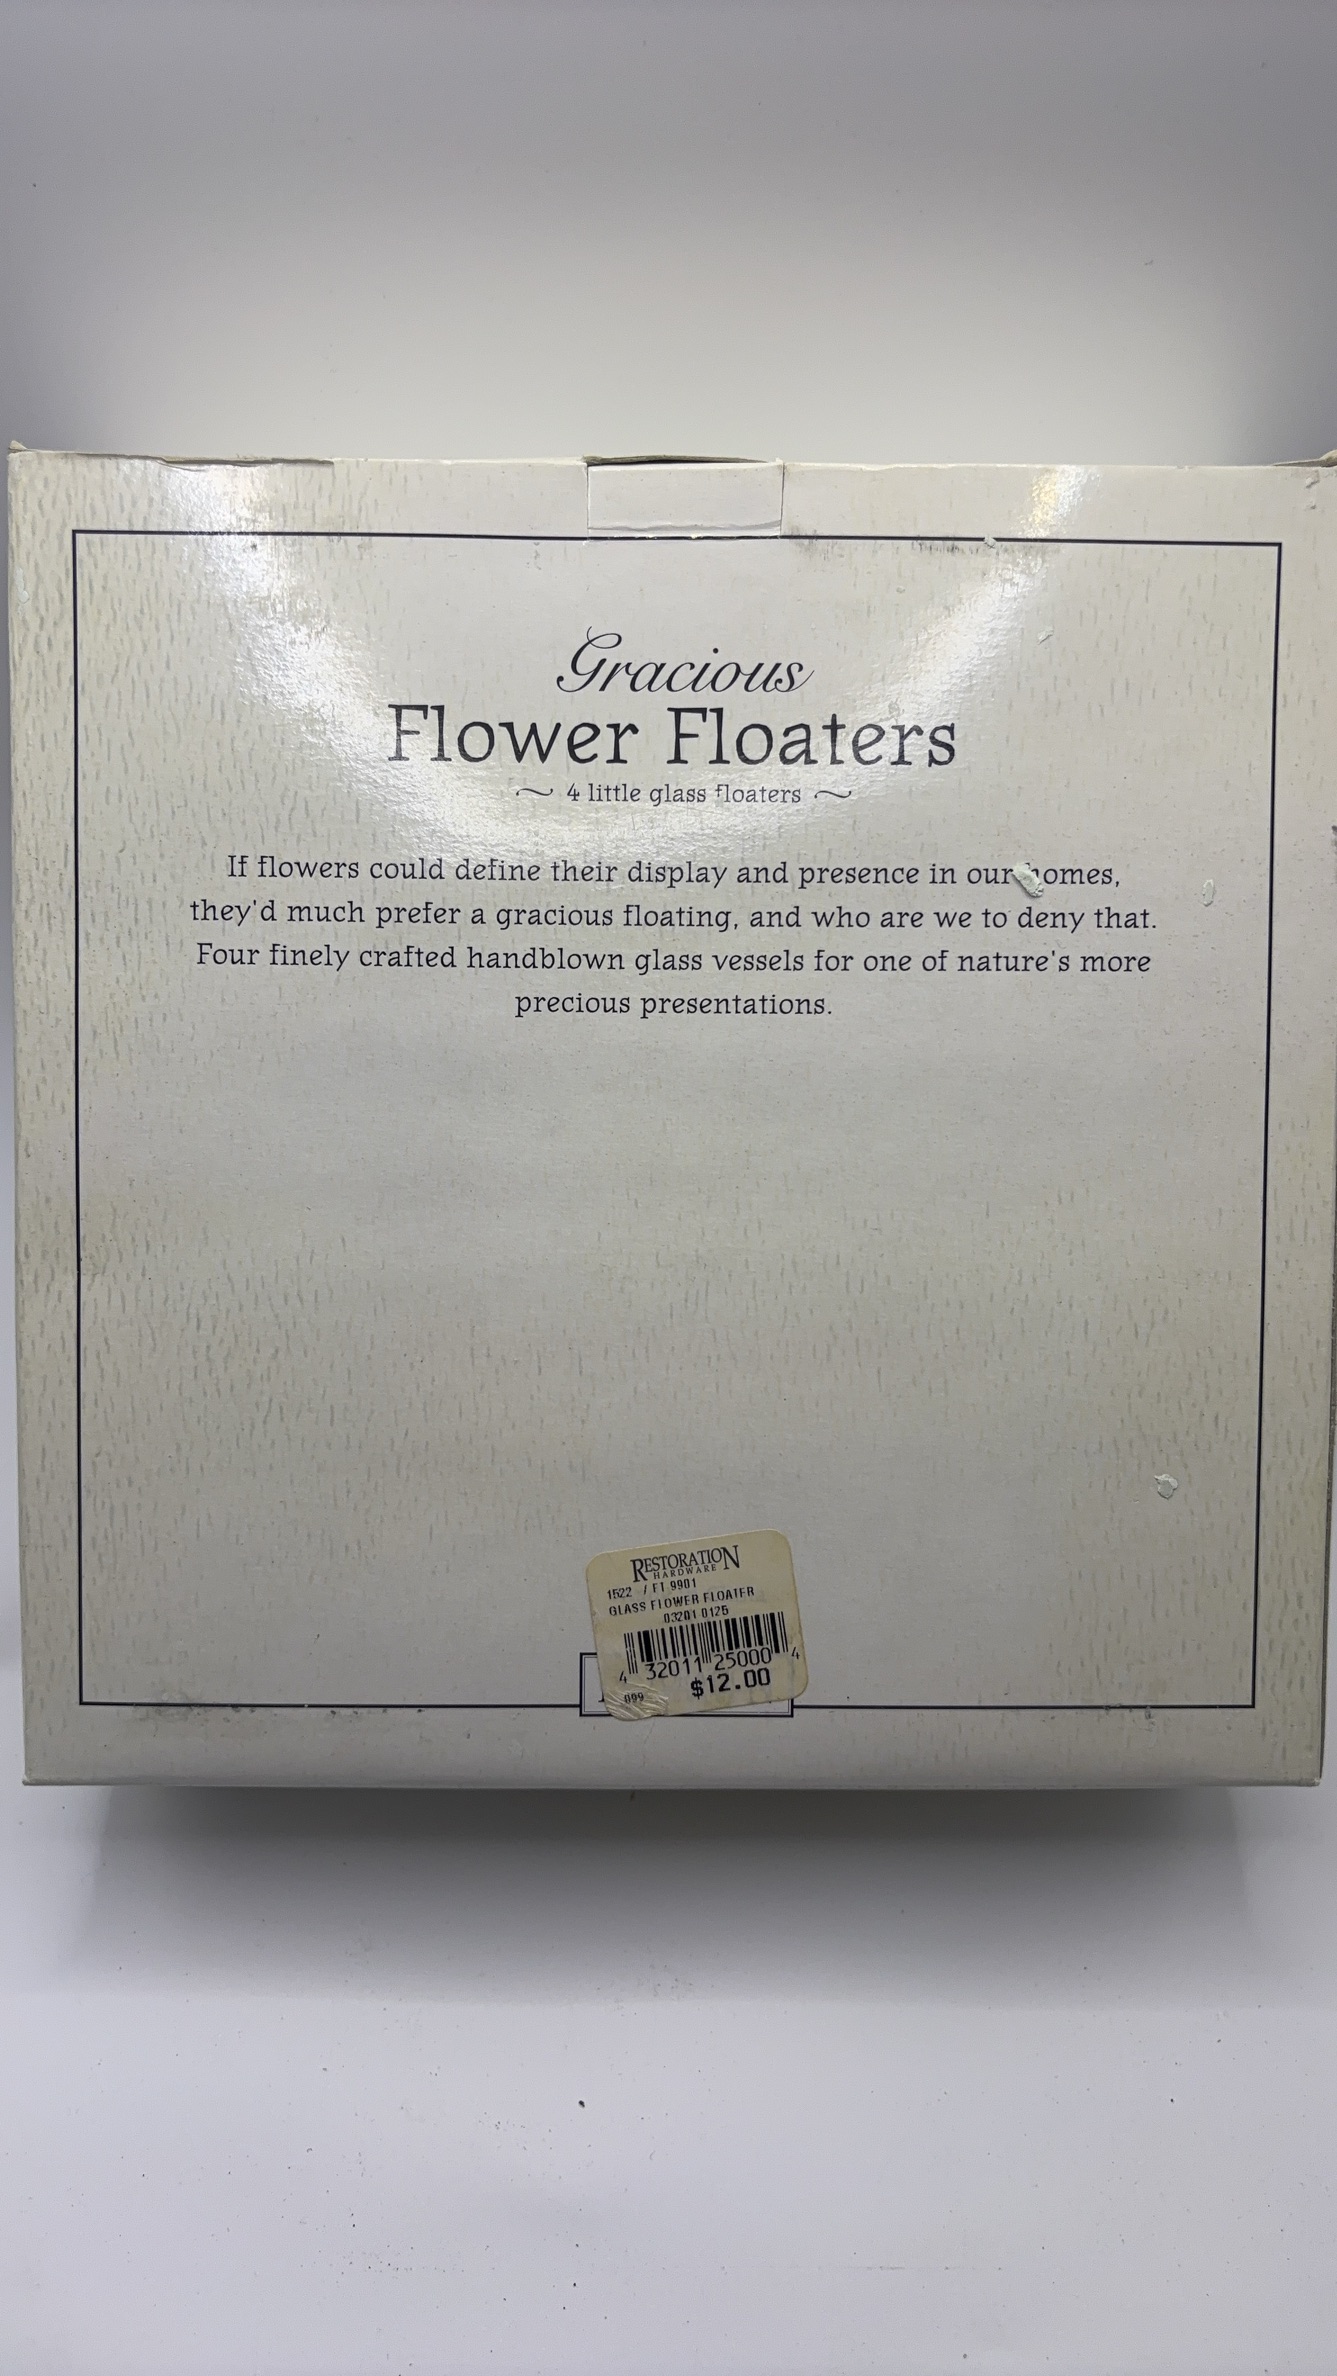 Gracious
Flower Floaters
~ 4 little glass floaters ~
If flowers could define their display and presence in our homes,
they'd much prefer a gracious floating, and who are we to deny that.
Four finely crafted handblown glass vessels for one of nature's more
precious presentations.
RESTORATION
HARDWARE
1522 / F1 9901
GLASS FLOWER FLOATER
03201 0125
4 32011 25000 4
099 $12.00